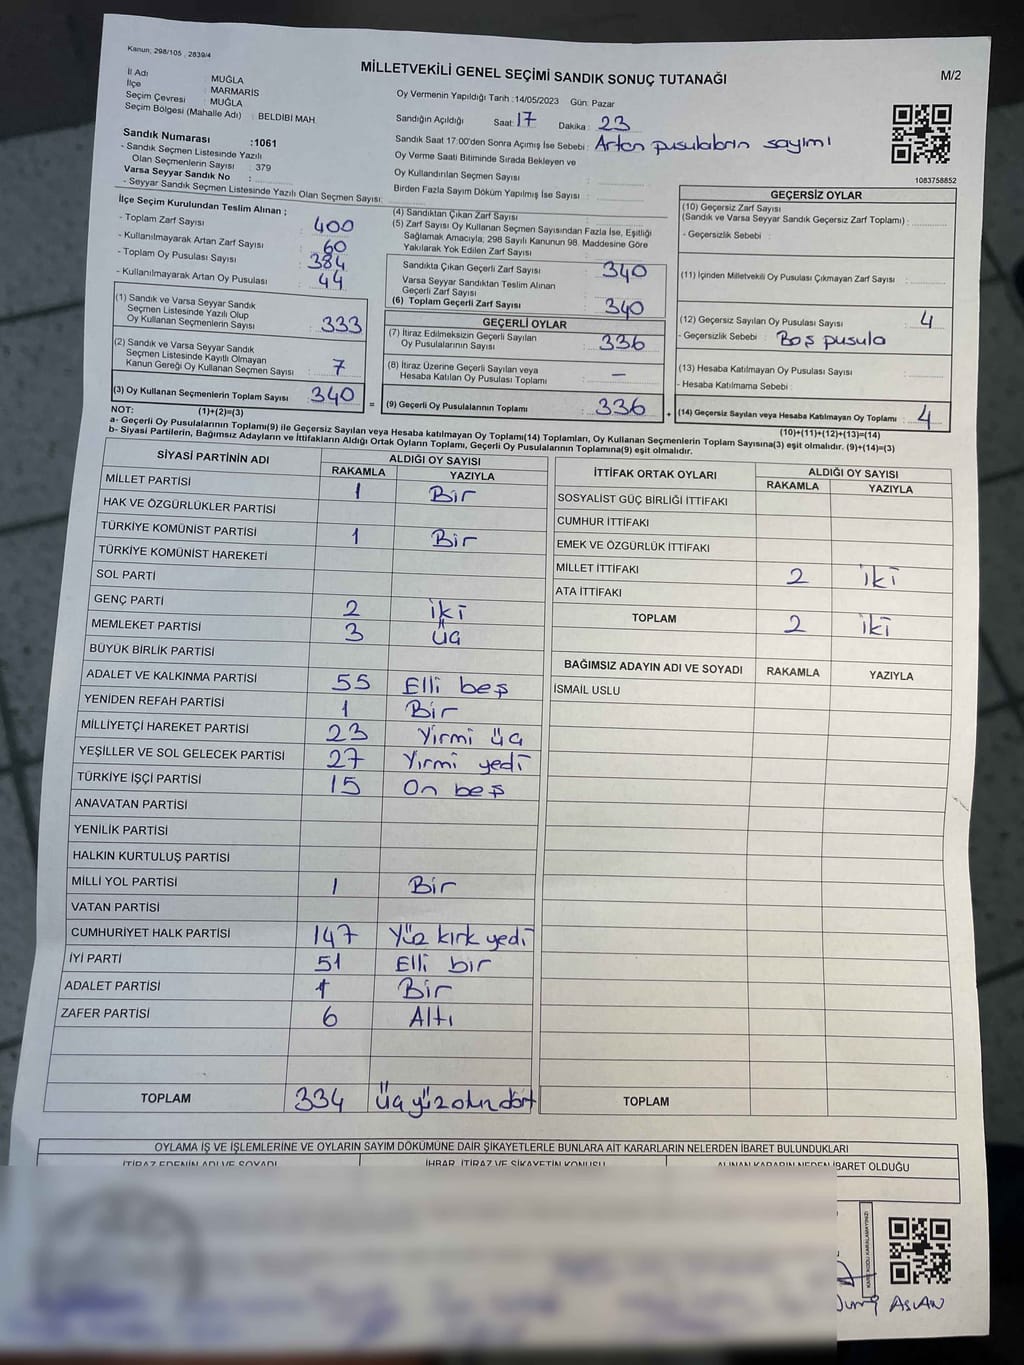 Kanun, 298/105 , 2839/4
MİLLETVEKİLİ GENEL SEÇİMİ SANDIK SONUÇ TUTANAĞI
M/2
İl Adı : MUĞLA
İlçe : MARMARİS
Seçim Çevresi : MUĞLA
Seçim Bölgesi (Mahalle Adı) : BELDİBİ MAH.
Oy Vermenin Yapıldığı Tarih :14/05/2023 Gün: Pazar
Sandığın Açıldığı Saat: 17 Dakika : 23
Sandık Saat 17:00'den Sonra Açımış İse Sebebi : Artan pusulaların sayımı
Oy Verme Saati Bitiminde Sırada Bekleyen ve
Oy Kullandırılan Seçmen Sayısı :
Birden Fazla Sayım Döküm Yapılmış İse Sayısı :
1083758852
Sandık Numarası :1061
- Sandık Seçmen Listesinde Yazılı
Olan Seçmenlerin Sayısı : 379
Varsa Seyyar Sandık No :
- Seyyar Sandık Seçmen Listesinde Yazılı Olan Seçmen Sayısı:
İlçe Seçim Kurulundan Teslim Alınan ;
- Toplam Zarf Sayısı : 400
- Kullanılmayarak Artan Zarf Sayısı : 60
- Toplam Oy Pusulası Sayısı : 384
- Kullanılmayarak Artan Oy Pusulası : 44
(1) Sandık ve Varsa Seyyar Sandık
Seçmen Listesinde Yazılı Olup
Oy Kullanan Seçmenlerin Sayısı : 333
(2) Sandık ve Varsa Seyyar Sandık
Seçmen Listesinde Kayıtlı Olmayan
Kanun Gereği Oy Kullanan Seçmen Sayısı : 7
(3) Oy Kullanan Seçmenlerin Toplam Sayısı : 340 =
(4) Sandıktan Çıkan Zarf Sayısı :
(5) Zarf Sayısı Oy Kullanan Seçmen Sayısından Fazla İse, Eşitliği
Sağlamak Amacıyla, 298 Sayılı Kanunun 98. Maddesine Göre
Yakılarak Yok Edilen Zarf Sayısı :
Sandıkta Çıkan Geçerli Zarf Sayısı : 340
Varsa Seyyar Sandıktan Teslim Alınan
Geçerli Zarf Sayısı :
(6) Toplam Geçerli Zarf Sayısı : 340
GEÇERLİ OYLAR
(7) İtiraz Edilmeksizin Geçerli Sayılan
Oy Pusulalarının Sayısı : 336
(8) İtiraz Üzerine Geçerli Sayılan veya
Hesaba Katılan Oy Pusulası Toplamı : –
(9) Geçerli Oy Pusulalarının Toplamı : 336 +
GEÇERSİZ OYLAR
(10) Geçersiz Zarf Sayısı
(Sandık ve Varsa Seyyar Sandık Geçersiz Zarf Toplamı) :
- Geçersizlik Sebebi :
(11) İçinden Milletvekili Oy Pusulası Çıkmayan Zarf Sayısı :
(12) Geçersiz Sayılan Oy Pusulası Sayısı : 4
- Geçersizlik Sebebi : Boş pusula
(13) Hesaba Katılmayan Oy Pusulası Sayısı :
- Hesaba Katılmama Sebebi :
(14) Geçersiz Sayılan veya Hesaba Katılmayan Oy Toplamı : 4
NOT: (1)+(2)=(3)
(10)+(11)+(12)+(13)=(14)
a- Geçerli Oy Pusulalarının Toplamı(9) ile Geçersiz Sayılan veya Hesaba katılmayan Oy Toplamı(14) Toplamları, Oy Kullanan Seçmenlerin Toplam Sayısına(3) eşit olmalıdır. (9)+(14)=(3)
b- Siyasi Partilerin, Bağımsız Adayların ve İttifakların Aldığı Ortak Oyların Toplamı, Geçerli Oy Pusulalarının Toplamına(9) eşit olmalıdır.
SİYASİ PARTİNİN ADI ALDIĞI OY SAYISI
RAKAMLA YAZIYLA
MİLLET PARTİSİ 1 Bir
HAK VE ÖZGÜRLÜKLER PARTİSİ
TÜRKİYE KOMÜNİST PARTİSİ 1 Bir
TÜRKİYE KOMÜNİST HAREKETİ
SOL PARTİ
GENÇ PARTİ 2 iki
MEMLEKET PARTİSİ 3 üç
BÜYÜK BİRLİK PARTİSİ
ADALET VE KALKINMA PARTİSİ 55 Elli beş
YENİDEN REFAH PARTİSİ 1 Bir
MİLLİYETÇİ HAREKET PARTİSİ 23 Yirmi üç
YEŞİLLER VE SOL GELECEK PARTİSİ 27 Yirmi yedi
TÜRKİYE İŞÇİ PARTİSİ 15 On beş
ANAVATAN PARTİSİ
YENİLİK PARTİSİ
HALKIN KURTULUŞ PARTİSİ
MİLLİ YOL PARTİSİ 1 Bir
VATAN PARTİSİ
CUMHURİYET HALK PARTİSİ 147 Yüz kırk yedi
İYİ PARTİ 51 Elli bir
ADALET PARTİSİ 1 Bir
ZAFER PARTİSİ 6 Altı
TOPLAM 334 üç yüz otuz dört
İTTİFAK ORTAK OYLARI ALDIĞI OY SAYISI
RAKAMLA YAZIYLA
SOSYALİST GÜÇ BİRLİĞİ İTTİFAKI
CUMHUR İTTİFAKI
EMEK VE ÖZGÜRLÜK İTTİFAKI
MİLLET İTTİFAKI 2 iki
ATA İTTİFAKI
TOPLAM 2 iki
BAĞIMSIZ ADAYIN ADI VE SOYADI RAKAMLA YAZIYLA
İSMAİL USLU
TOPLAM
OYLAMA İŞ VE İŞLEMLERİNE VE OYLARIN SAYIM DÖKÜMÜNE DAİR ŞİKAYETLERLE BUNLARA AİT KARARLARIN NELERDEN İBARET BULUNDUKLARI
İTİRAZ EDENİN ADI VE SOYADI İHBAR, İTİRAZ VE ŞİKAYETİN KONUSU ALINAN KARARIN NEDEN İBARET OLDUĞU
ASLAN